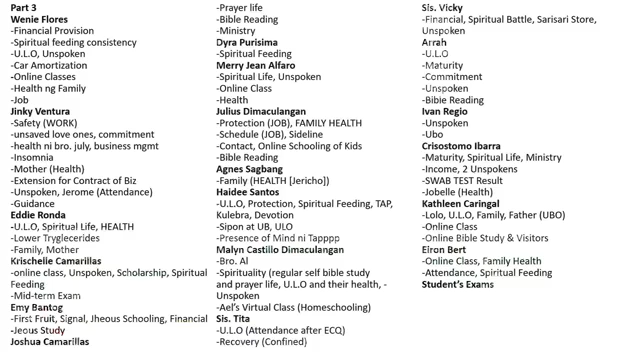 Part 3
Wenie Flores
-Financial Provision
-Spiritual feeding consistency
-U.L.O, Unspoken
-Car Amortization
-Online Classes
-Health ng Family
-Job
Jinky Ventura
-Safety (WORK)
-unsaved love ones, commitment
-health ni bro. july, business mgmt
-Insomnia
-Mother (Health)
-Extension for Contract of Biz
-Unspoken, Jerome (Attendance)
-Guidance
Eddie Ronda
-U.L.O, Spiritual Life, HEALTH
-Lower Tryglecerides
-Family, Mother
Krischelie Camarillas
-online class, Unspoken, Scholarship, Spiritual
Feeding
-Mid-term Exam
Emy Bantog
-First Fruit, Signal, Jheous Schooling, Financial
-Jeous Study
Joshua Camarillas
-Prayer life
-Bible Reading
-Ministry
Dyra Purisima
-Spiritual Feeding
Merry Jean Alfaro
-Spiritual Life, Unspoken
-Online Class
-Health
Julius Dimaculangan
-Protection (JOB), FAMILY HEALTH
-Schedule (JOB), Sideline
-Contact, Online Schooling of Kids
-Bible Reading
Agnes Sagbang
-Family (HEALTH [Jericho])
Haidee Santos
-U.L.O, Protection, Spiritual Feeding, TAP,
Kulebra, Devotion
-Sipon at UB, ULO
-Presence of Mind ni Tapppp
Malyn Castillo Dimaculangan
-Bro. Al
-Spirituality (regular self bible study
and prayer life, U.L.O and their health, -
Unspoken
-Ael's Virtual Class (Homeschooling)
Sis. Tita
-U.L.O (Attendance after ECQ)
-Recovery (Confined)
Sis. Vicky
-Financial, Spiritual Battle, Sarisari Store,
Unspoken
Arrah
-U.L.O
-Maturity
-Commitment
-Unspoken
-Bible Reading
Ivan Regio
-Unspoken
-Ubo
Crisostomo Ibarra
-Maturity, Spiritual Life, Ministry
-Income, 2 Unspokens
-SWAB TEST Result
-Jobelle (Health)
Kathleen Caringal
-Lolo, U.L.O, Family, Father (UBO)
-Online Class
-Online Bible Study & Visitors
Eiron Bert
-Online Class, Family Health
-Attendance, Spiritual Feeding
Student's Exams